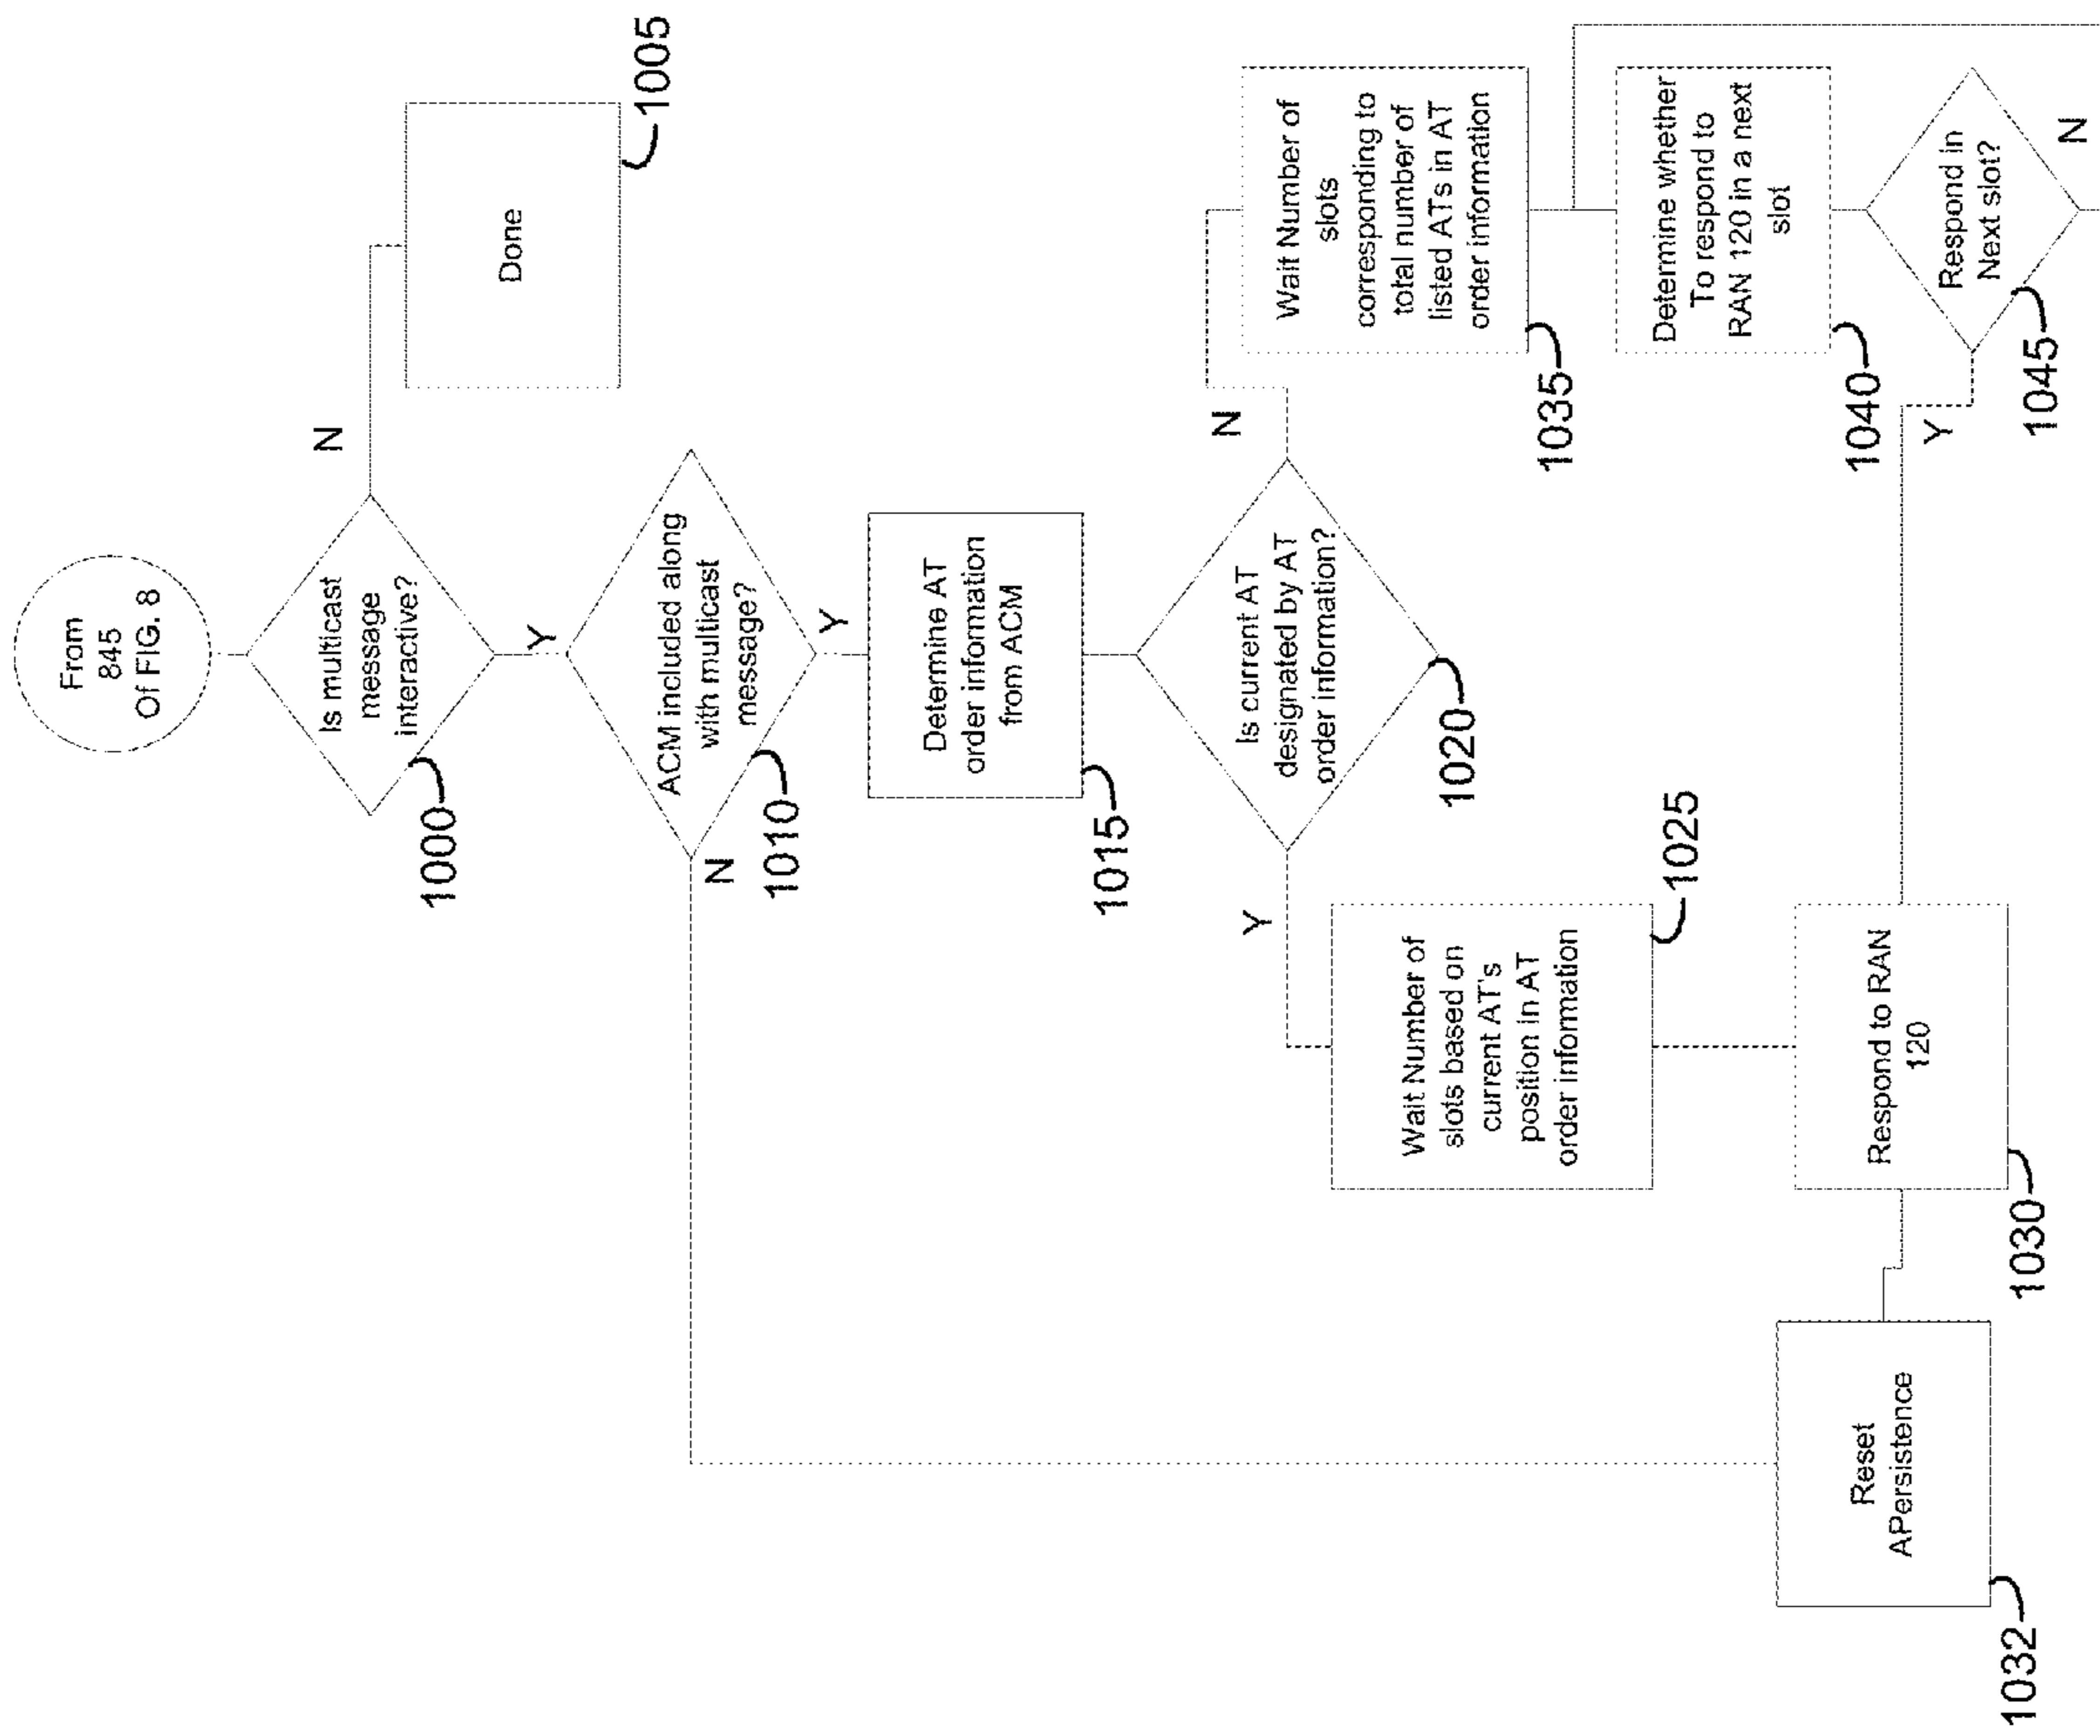 From
845
Of FIG. 8
Is multicast
message
interactive?
N
Y
1000
Done
1005
ACM included along
with multicast
message?
N
Y
1010
Determine AT
order information
from ACM
1015
Is current AT
designated by AT
order information?
Y
N
1020
Wait Number of
slots based on
current AT's
position in AT
order information
1025
Wait Number of
slots
corresponding to
total number of
listed ATs in AT
order information
1035
Determine whether
To respond to
RAN 120 in a next
slot
1040
Respond in
Next slot?
Y
N
1045
Respond to RAN
120
1030
Reset
APersistence
1032